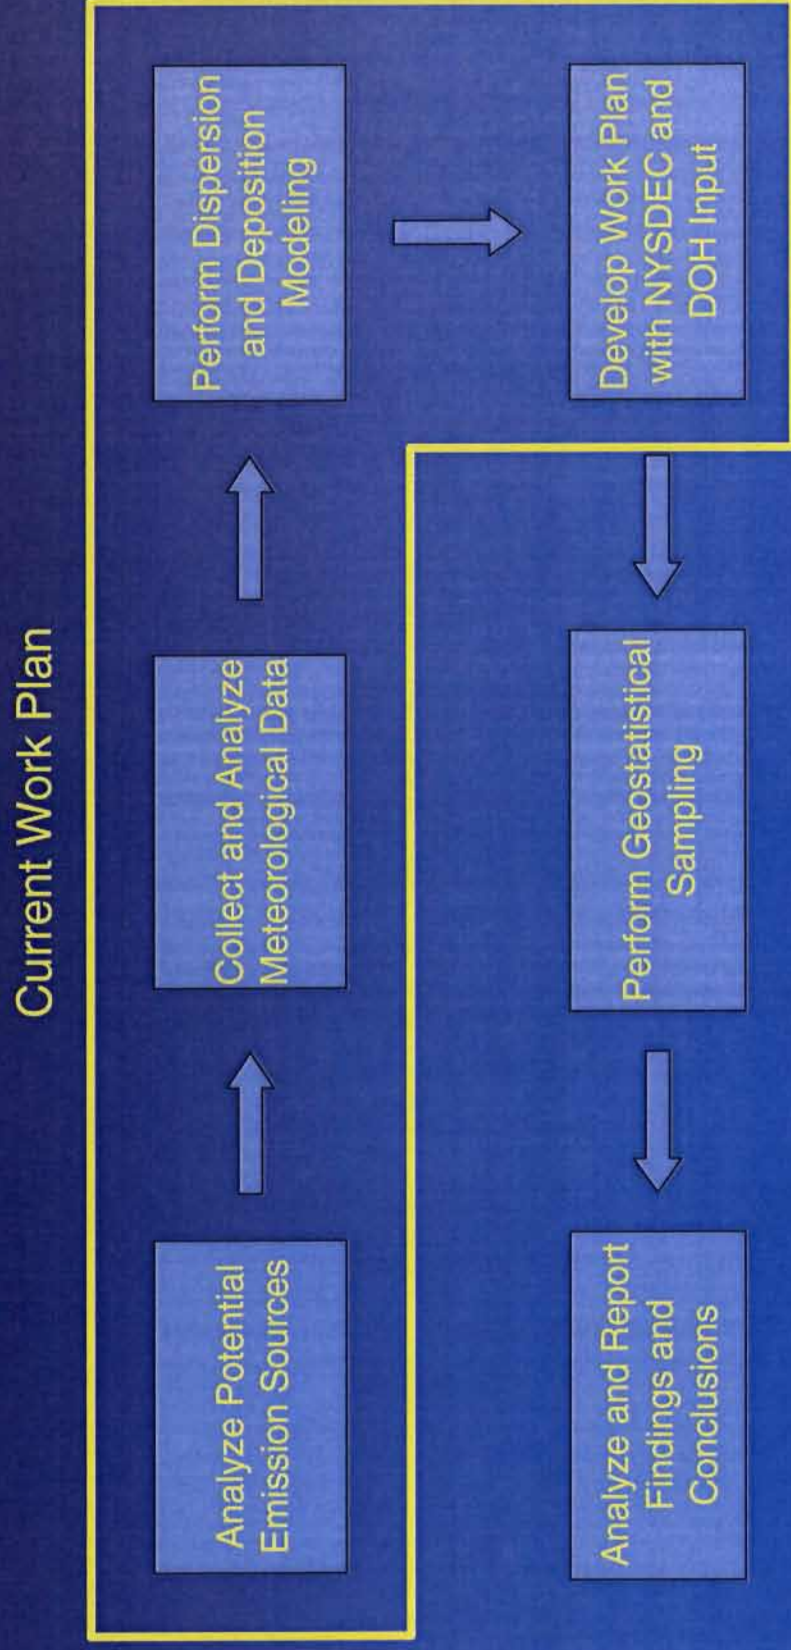 Current Work Plan
Analyze Potential
Emission Sources
Collect and Analyze
Meteorological Data
Perform Dispersion
and Deposition
Modeling
Develop Work Plan
with NYSDEC and
DOH Input
Perform Geostatistical
Sampling
Analyze and Report
Findings and
Conclusions